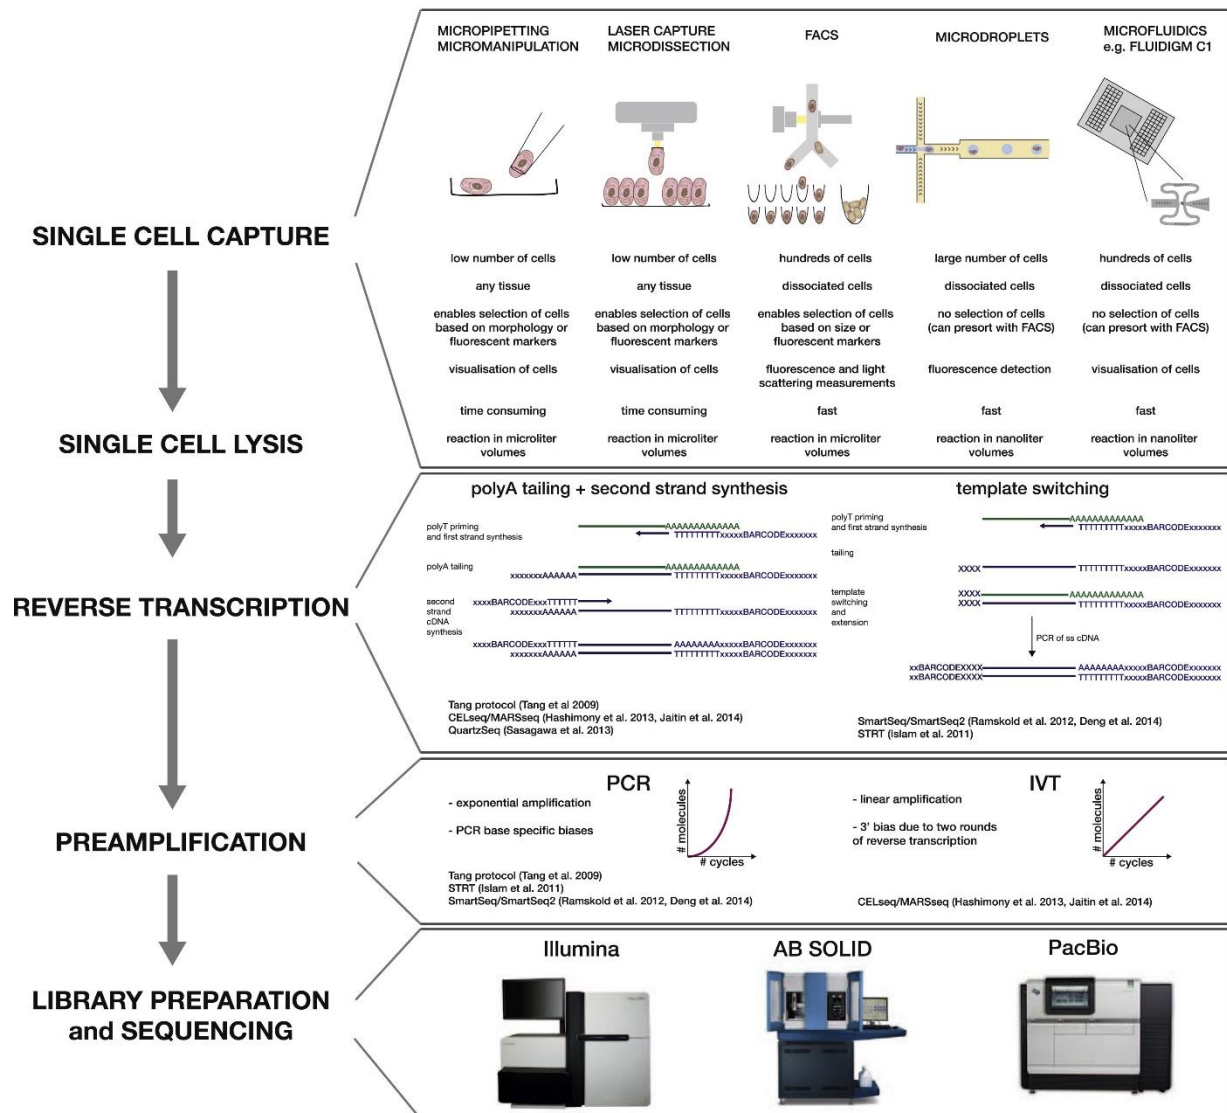 MICROPIPETTING
MICROMANIPULATION
LASER CAPTURE
MICRODISSECTION
FACS
MICRODROPLETS
MICROFLUIDICS
e.g. FLUIDIGM C1
SINGLE CELL CAPTURE
low number of cells
any tissue
enables selection of cells
based on morphology or
fluorescent markers
visualisation of cells
time consuming
reaction in microliter
volumes
low number of cells
any tissue
enables selection of cells
based on morphology or
fluorescent markers
visualisation of cells
time consuming
reaction in microliter
volumes
hundreds of cells
dissociated cells
enables selection of cells
based on size or
fluorescent markers
fluorescence and light
scattering measurements
fast
reaction in microliter
volumes
large number of cells
dissociated cells
no selection of cells
(can presort with FACS)
fluorescence detection
fast
reaction in nanoliter
volumes
hundreds of cells
dissociated cells
no selection of cells
(can presort with FACS)
visualisation of cells
fast
reaction in nanoliter
volumes
SINGLE CELL LYSIS
REVERSE TRANSCRIPTION
polyA tailing + second strand synthesis
polyT priming
and first strand synthesis
AAAAAAAAAAAAA
TTTTTTTTTxxxxxBARCODExxxxxxx
polyA tailing
AAAAAAAAAAAAA
xxxxxxxAAAAAA
TTTTTTTTTxxxxxBARCODExxxxxxx
second
strand
cDNA
synthesis
xxxxBARCODExxxTTTTTT
xxxxxxxAAAAAA
TTTTTTTTTxxxxxBARCODExxxxxxx
xxxxBARCODExxxTTTTTT
AAAAAAAAxxxxxBARCODExxxxxxx
xxxxxxxAAAAAA
TTTTTTTTTxxxxxBARCODExxxxxxx
Tang protocol (Tang et al 2009)
CELseq/MARSseq (Hashimony et al. 2013, Jaitin et al. 2014)
QuartzSeq (Sasagawa et al. 2013)
template switching
polyT priming
and first strand synthesis
AAAAAAAAAAAAA
TTTTTTTTTxxxxxBARCODExxxxxxx
tailing
XXXX
TTTTTTTTTxxxxxBARCODExxxxxxx
template
switching
and
extension
XXXX
AAAAAAAAAAAAA
XXXX
TTTTTTTTTxxxxxBARCODExxxxxxx
PCR of ss cDNA
xxBARCODEXXXX
AAAAAAAAxxxxxBARCODExxxxxxx
xxBARCODEXXXX
TTTTTTTTTxxxxxBARCODExxxxxxx
SmartSeq/SmartSeq2 (Ramskold et al. 2012, Deng et al. 2014)
STRT (Islam et al. 2011)
PREAMPLIFICATION
PCR
- exponential amplification
- PCR base specific biases
# molecules
# cycles
Tang protocol (Tang et al. 2009)
STRT (Islam et al. 2011)
SmartSeq/SmartSeq2 (Ramskold et al. 2012, Deng et al. 2014)
IVT
- linear amplification
- 3' bias due to two rounds
of reverse transcription
# molecules
# cycles
CELseq/MARSseq (Hashimony et al. 2013, Jaitin et al. 2014)
LIBRARY PREPARATION
and SEQUENCING
Illumina
AB SOLID
PacBio